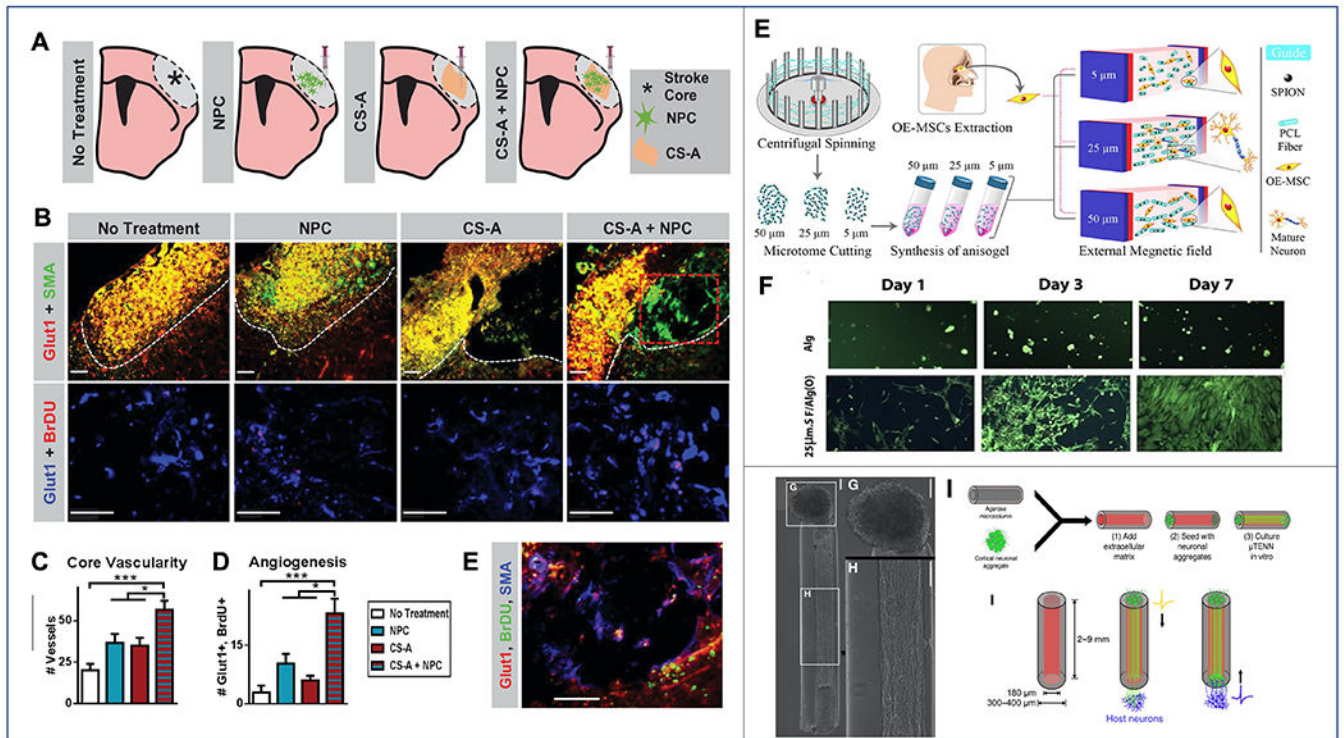 A
No Treatment
NPC
CS-A
CS-A + NPC
* Stroke
Core
NPC
CS-A
B
No Treatment
NPC
CS-A
CS-A + NPC
Glut1 + SMA
Glut1 + BrDU
C
Core Vascularity
***
*
# Vessels
50
25
0
D
Angiogenesis
***
*
# Glut1+, BrdU+
15
0
No Treatment
NPC
CS-A
CS-A + NPC
E
Glut1, BrDU, SMA
E
Centrifugal Spinning
OE-MSCs Extraction
50 µm
25 µm
5 µm
Microtome Cutting
50 µm
25 µm
5 µm
Synthesis of anisogel
5 µm
25 µm
50 µm
External Megnetic field
Guide
SPION
PCL
Fiber
OE-MSC
Mature
Neuron
F
Day 1
Day 3
Day 7
Alg
25µm.S F/Alg(O)
G
H
G
H
I
Agarose
microcolumn
Cortical neuronal
aggregate
(1) Add
extracellular
matrix
(2) Seed with
neuronal
aggregates
(3) Culture
µTENN
in vitro
I
2–9 mm
180 µm
300–400 µm
Host neurons